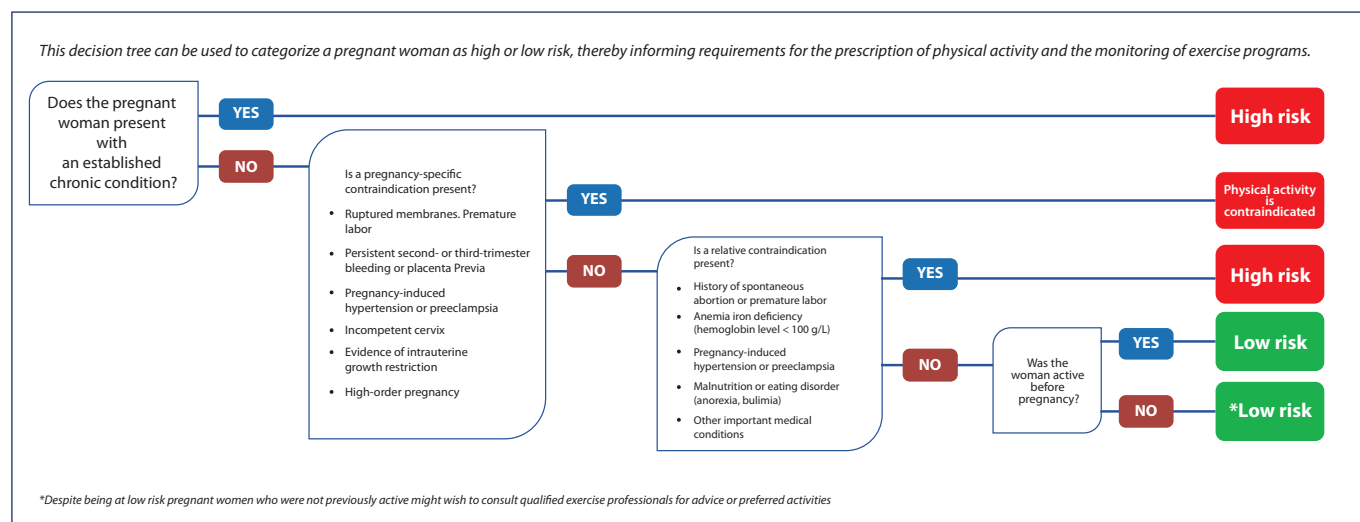 This decision tree can be used to categorize a pregnant woman as high or low risk, thereby informing requirements for the prescription of physical activity and the monitoring of exercise programs.
Does the pregnant
woman present
with
an established
chronic condition?
YES
High risk
NO
Is a pregnancy-specific
contraindication present?
• Ruptured membranes. Premature
labor
• Persistent second- or third-trimester
bleeding or placenta Previa
• Pregnancy-induced
hypertension or preeclampsia
• Incompetent cervix
• Evidence of intrauterine
growth restriction
• High-order pregnancy
YES
Physical activity
is
contraindicated
NO
Is a relative contraindication
present?
• History of spontaneous
abortion or premature labor
• Anemia iron deficiency
(hemoglobin level < 100 g/L)
• Pregnancy-induced
hypertension or preeclampsia
• Malnutrition or eating disorder
(anorexia, bulimia)
• Other important medical
conditions
YES
High risk
NO
Was the
woman active
before
pregnancy?
YES
Low risk
NO
*Low risk
*Despite being at low risk pregnant women who were not previously active might wish to consult qualified exercise professionals for advice or preferred activities